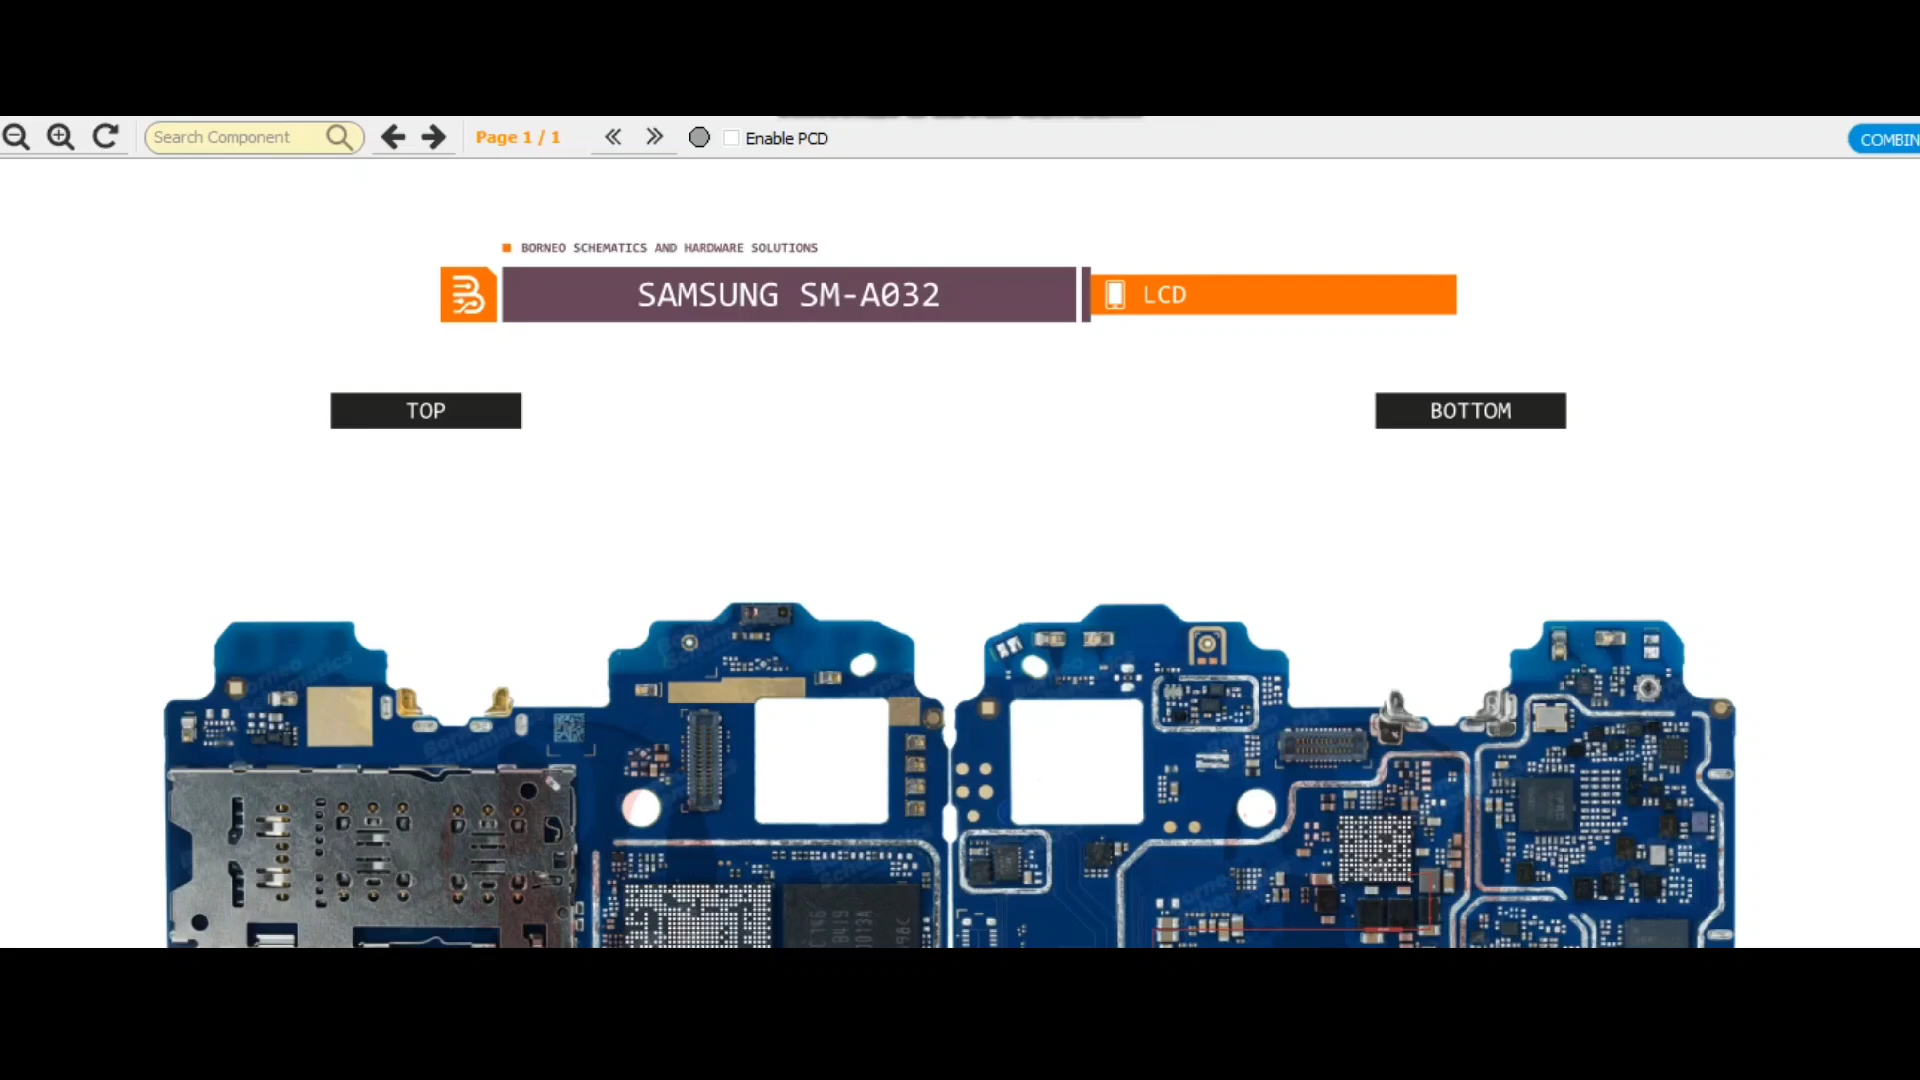 Search Component
Page 1 / 1
Enable PCD
COMBIN
BORNEO SCHEMATICS AND HARDWARE SOLUTIONS
SAMSUNG SM-A032
LCD
TOP
BOTTOM